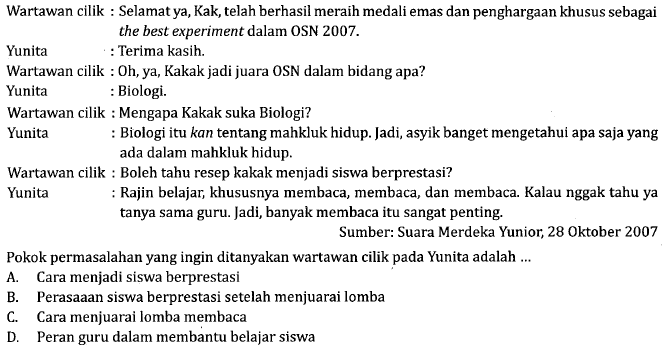 Wartawan cilik : Selamat ya, Kak, telah berhasil meraih medali emas dan penghargaan khusus sebagai
the best experiment dalam OSN 2007.
Yunita : Terima kasih.
Wartawan cilik : Oh, ya, Kakak jadi juara OSN dalam bidang apa?
Yunita : Biologi.
Wartawan cilik : Mengapa Kakak suka Biologi?
Yunita : Biologi itu kan tentang mahkluk hidup. Jadi, asyik banget mengetahui apa saja yang
ada dalam mahkluk hidup.
Wartawan cilik : Boleh tahu resep kakak menjadi siswa berprestasi?
Yunita : Rajin belajar, khususnya membaca, membaca, dan membaca. Kalau nggak tahu ya
tanya sama guru. Jadi, banyak membaca itu sangat penting.
Sumber: Suara Merdeka Yunior, 28 Oktober 2007
Pokok permasalahan yang ingin ditanyakan wartawan cilik pada Yunita adalah ...
A. Cara menjadi siswa berprestasi
B. Perasaaan siswa berprestasi setelah menjuarai lomba
C. Cara menjuarai lomba membaca
D. Peran guru dalam membantu belajar siswa